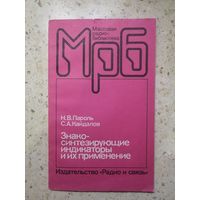 Массовая
радио-
библиотека
МРБ
Н.В.Пароль
С.А.Кайдалов
Знако-
синтезирующие
индикаторы
и их применение
Издательство «Радио и связь»